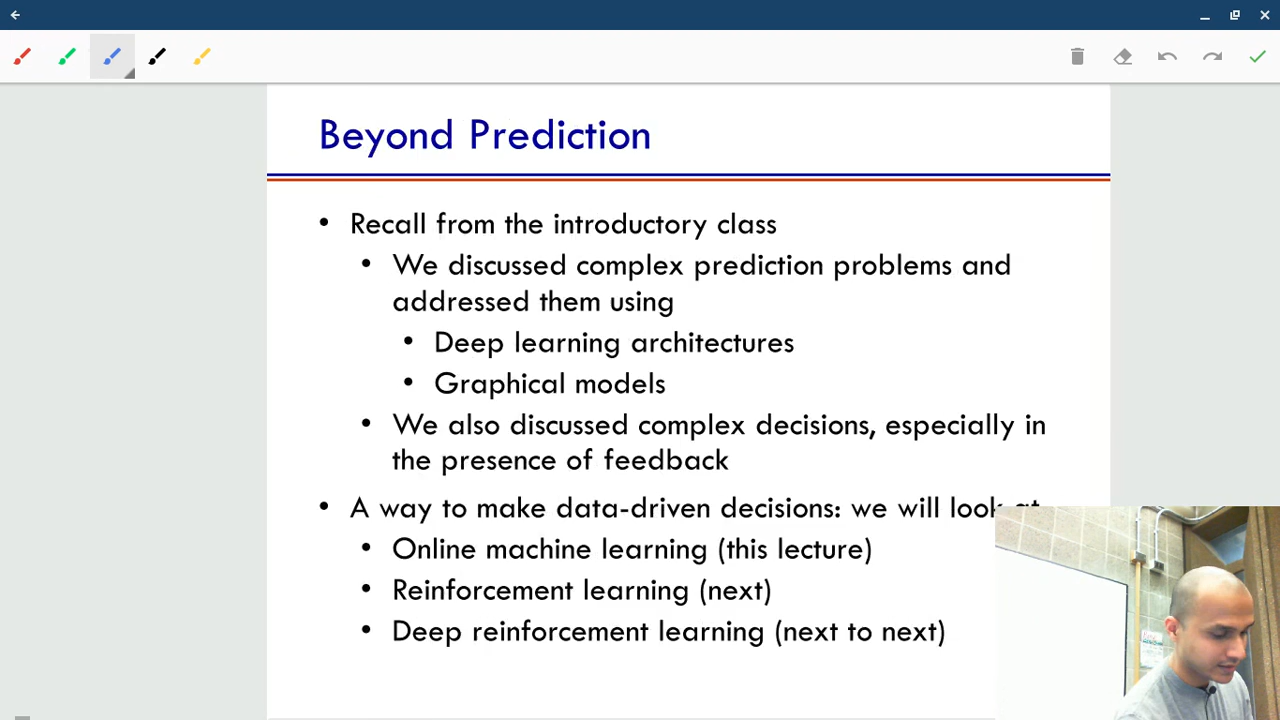 Beyond Prediction
• Recall from the introductory class
• We discussed complex prediction problems and
addressed them using
• Deep learning architectures
• Graphical models
• We also discussed complex decisions, especially in
the presence of feedback
• A way to make data-driven decisions: we will look at
• Online machine learning (this lecture)
• Reinforcement learning (next)
• Deep reinforcement learning (next to next)